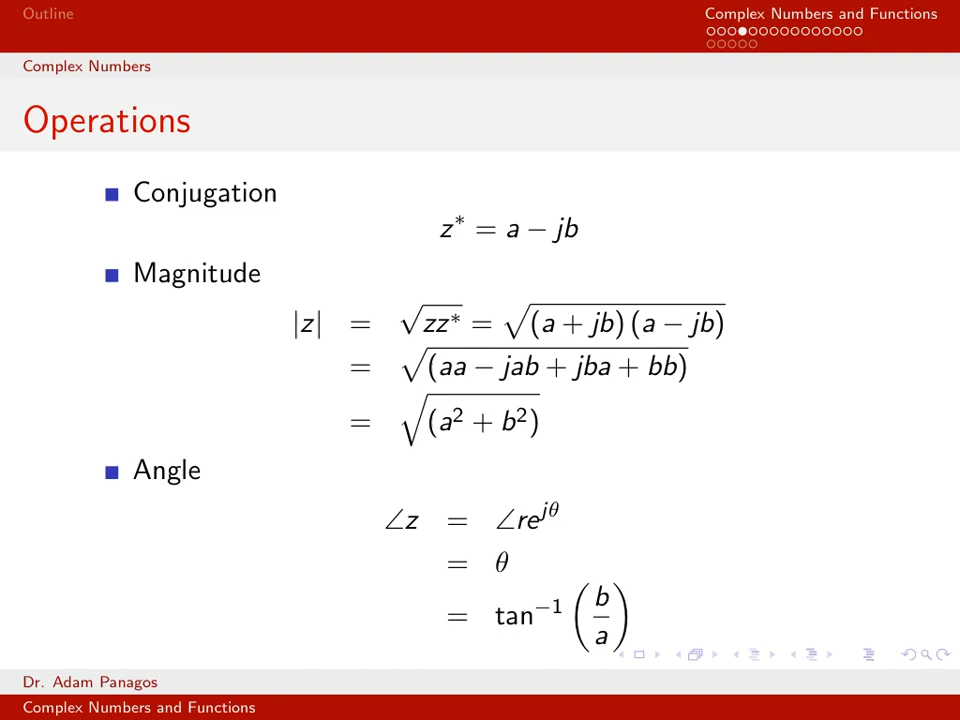 Outline
Complex Numbers and Functions
Complex Numbers
Operations
Conjugation
z* = a − jb
Magnitude
|z| = √(zz*) = √((a + jb) (a − jb))
= √((aa − jab + jba + bb))
= √((a² + b²))
Angle
∠z = ∠re^{jθ}
= θ
= tan⁻¹ (b/a)
Dr. Adam Panagos
Complex Numbers and Functions